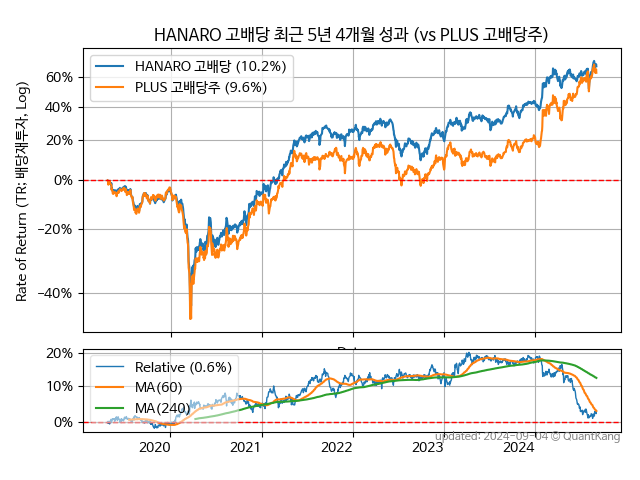 HANARO 고배당 최근 5년 4개월 성과 (vs PLUS 고배당주)
Rate of Return (TR: 배당재투자, Log)
HANARO 고배당 (10.2%)
PLUS 고배당주 (9.6%)
60%
40%
20%
0%
−20%
−40%
20%
10%
0%
Relative (0.6%)
MA(60)
MA(240)
2020
2021
2022
2023
2024
updated: 2024-09-04 © QuantKang